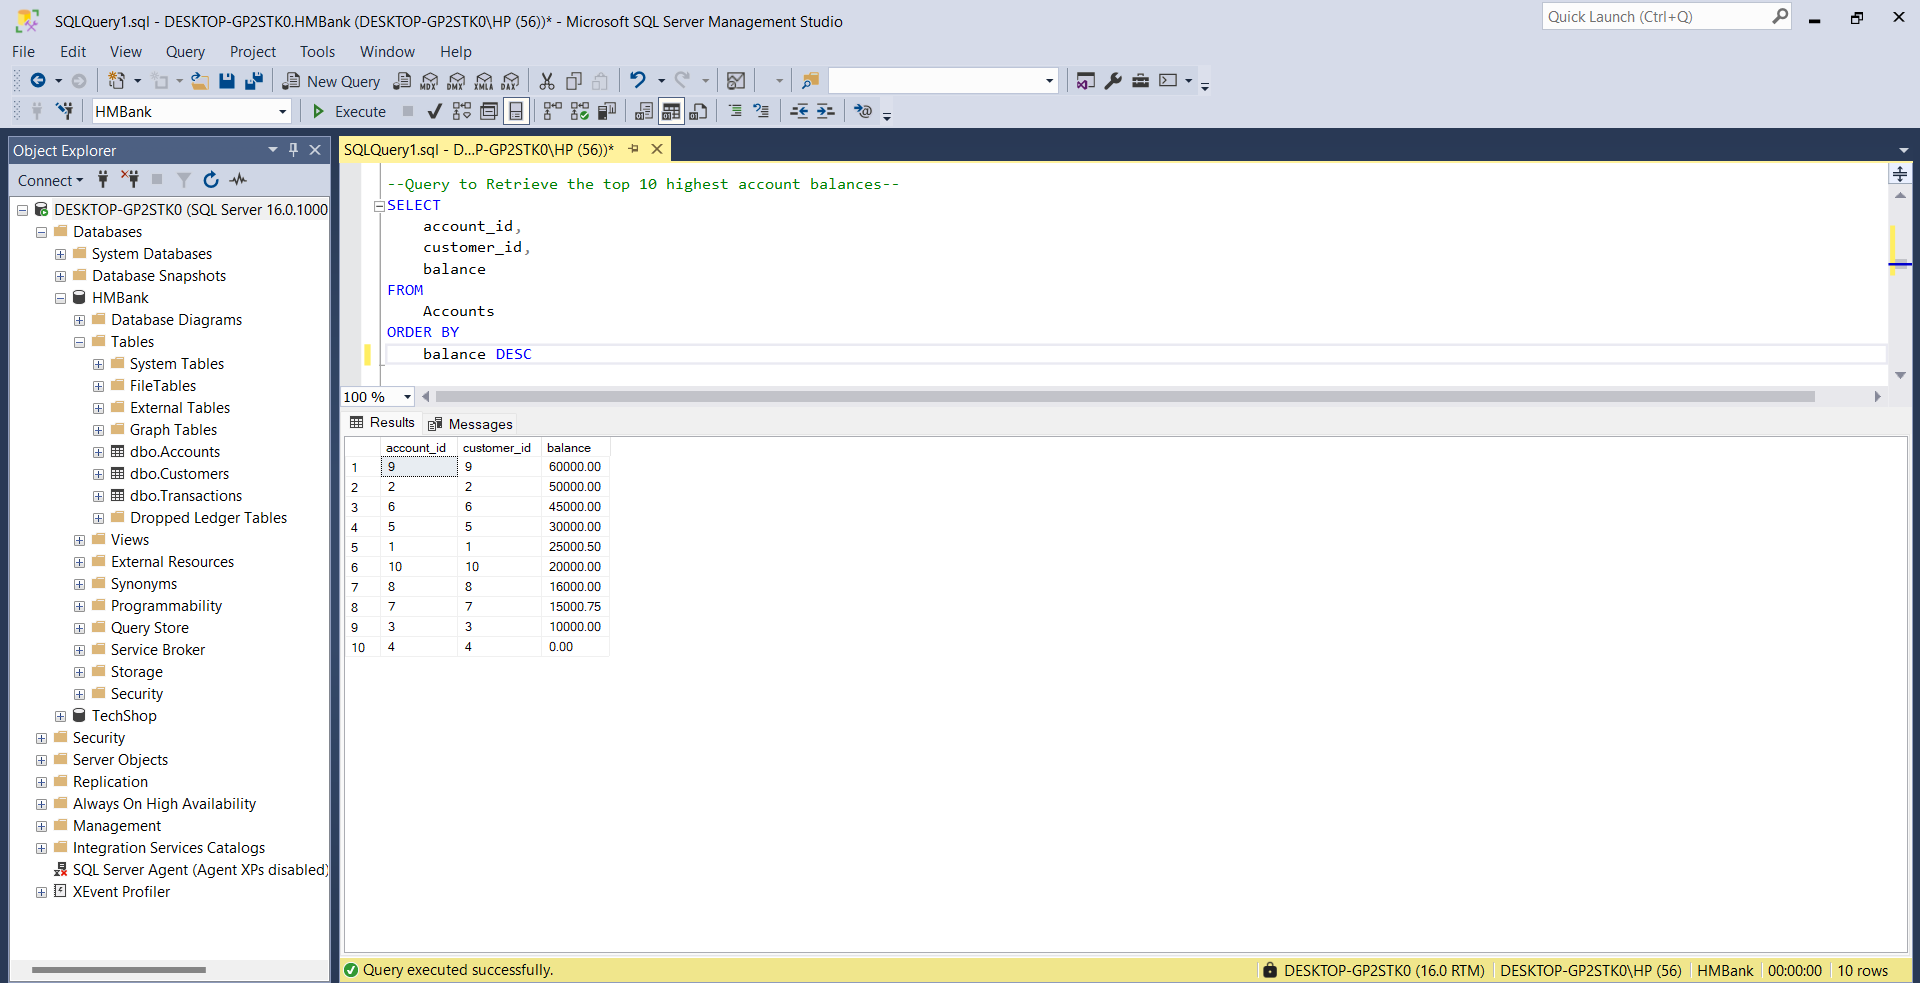 SQLQuery1.sql - DESKTOP-GP2STK0.HMBank (DESKTOP-GP2STK0\HP (56))* - Microsoft SQL Server Management Studio
Quick Launch (Ctrl+Q)
File Edit View Query Project Tools Window Help
New Query MDX DMX XMLA DAX
HMBank Execute
Object Explorer
Connect
DESKTOP-GP2STK0 (SQL Server 16.0.1000
Databases
System Databases
Database Snapshots
HMBank
Database Diagrams
Tables
System Tables
FileTables
External Tables
Graph Tables
dbo.Accounts
dbo.Customers
dbo.Transactions
Dropped Ledger Tables
Views
External Resources
Synonyms
Programmability
Query Store
Service Broker
Storage
Security
TechShop
Security
Server Objects
Replication
Always On High Availability
Management
Integration Services Catalogs
SQL Server Agent (Agent XPs disabled)
XEvent Profiler
SQLQuery1.sql - D...P-GP2STK0\HP (56))*
--Query to Retrieve the top 10 highest account balances--
SELECT
account_id,
customer_id,
balance
FROM
Accounts
ORDER BY
balance DESC
100 %
Results Messages
account_id customer_id balance
1 9 9 60000.00
2 2 2 50000.00
3 6 6 45000.00
4 5 5 30000.00
5 1 1 25000.50
6 10 10 20000.00
7 8 8 16000.00
8 7 7 15000.75
9 3 3 10000.00
10 4 4 0.00
Query executed successfully.
DESKTOP-GP2STK0 (16.0 RTM) DESKTOP-GP2STK0\HP (56) HMBank 00:00:00 10 rows